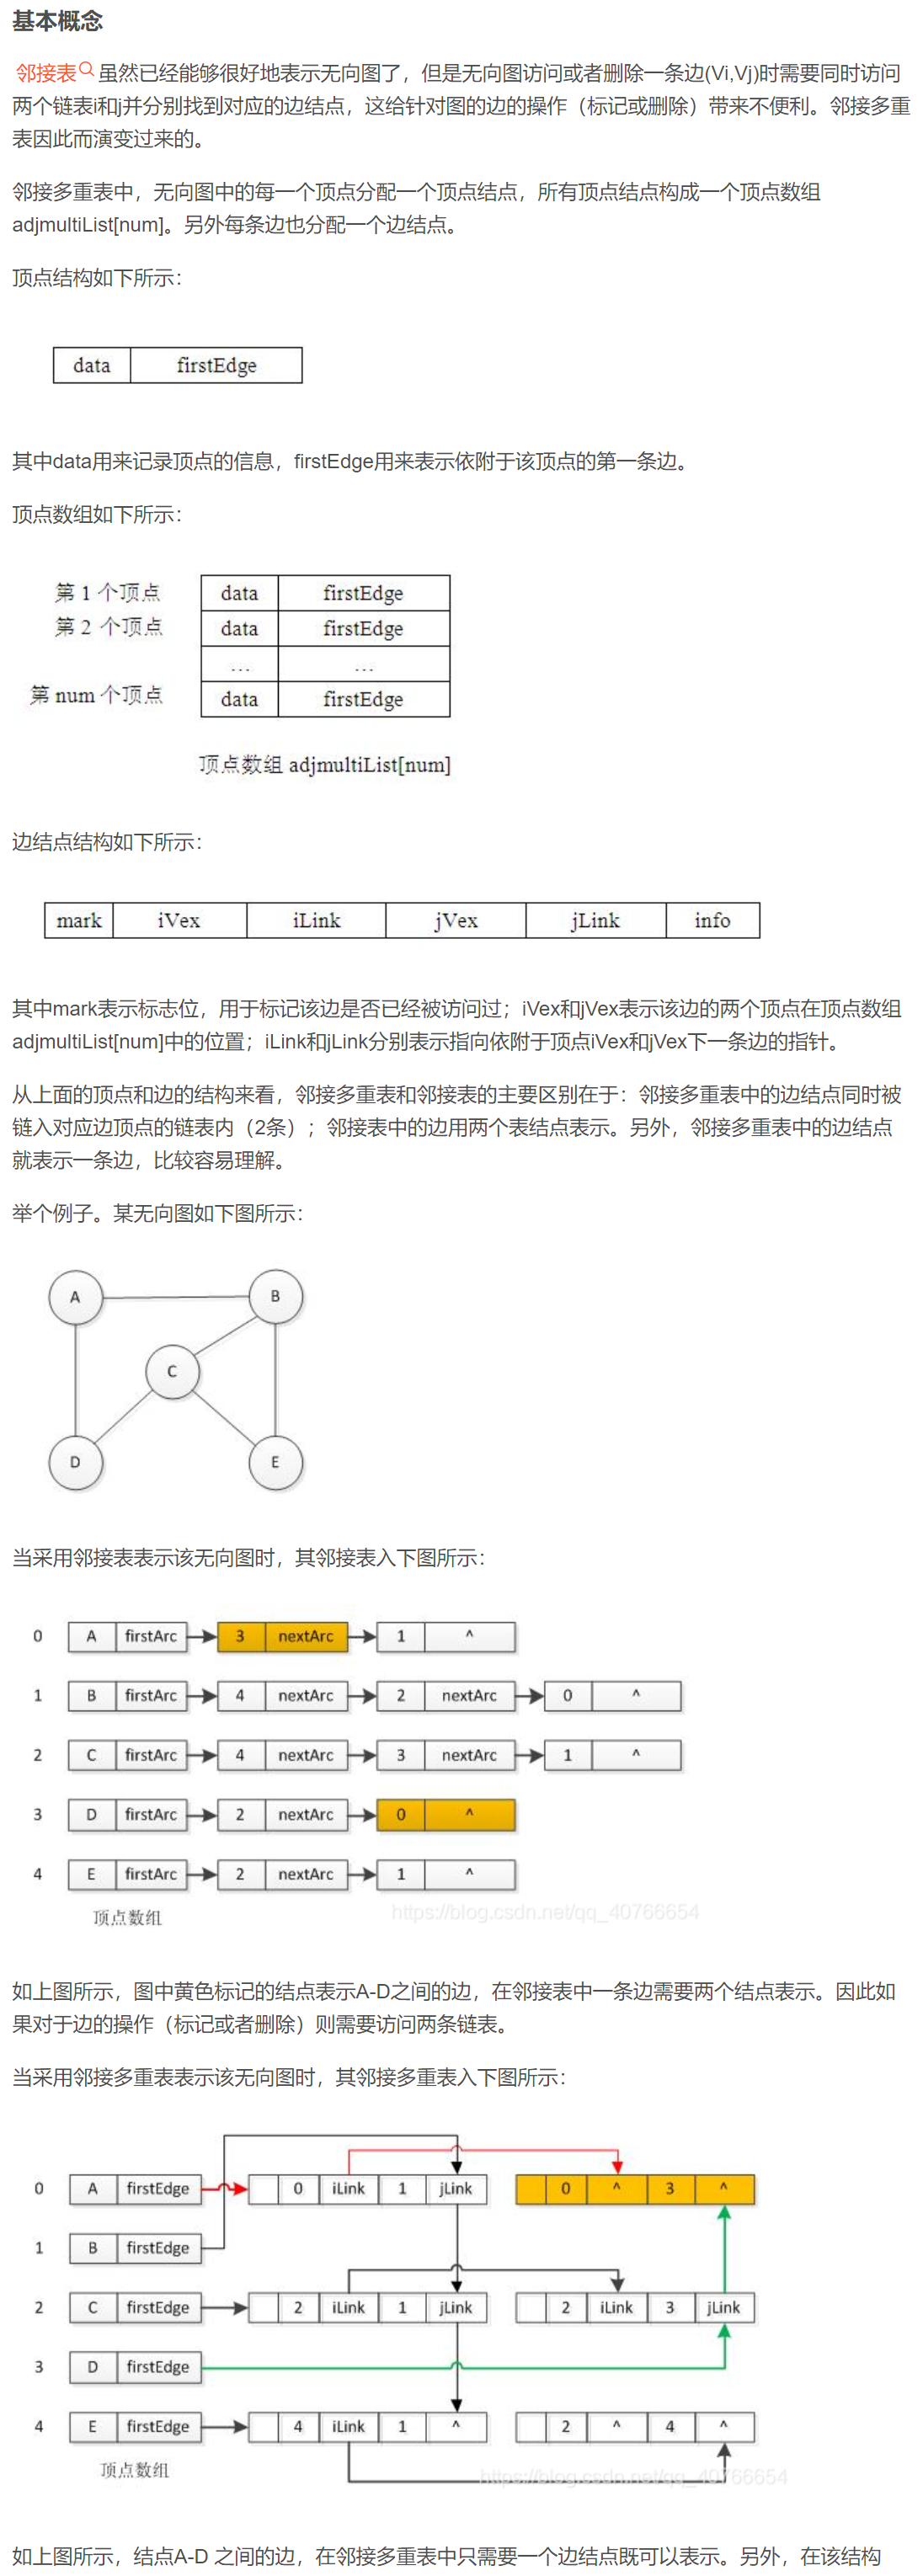 基本概念
邻接表虽然已经能够很好地表示无向图了，但是无向图访问或者删除一条边(Vi,Vj)时需要同时访问
两个链表i和j并分别找到对应的边结点，这给针对图的边的操作（标记或删除）带来不便利。邻接多重
表因此而演变过来的。
邻接多重表中，无向图中的每一个顶点分配一个顶点结点，所有顶点结点构成一个顶点数组
adjmultiList[num]。另外每条边也分配一个边结点。
顶点结构如下所示：
data firstEdge
其中data用来记录顶点的信息，firstEdge用来表示依附于该顶点的第一条边。
顶点数组如下所示：
第 1 个顶点 data firstEdge
第 2 个顶点 data firstEdge
… …
第 num 个顶点 data firstEdge
顶点数组 adjmultiList[num]
边结点结构如下所示：
mark iVex iLink jVex jLink info
其中mark表示标志位，用于标记该边是否已经被访问过；iVex和jVex表示该边的两个顶点在顶点数组
adjmultiList[num]中的位置；iLink和jLink分别表示指向依附于顶点iVex和jVex下一条边的指针。
从上面的顶点和边的结构来看，邻接多重表和邻接表的主要区别在于：邻接多重表中的边结点同时被
链入对应边顶点的链表内（2条）；邻接表中的边用两个表结点表示。另外，邻接多重表中的边结点
就表示一条边，比较容易理解。
举个例子。某无向图如下图所示：
A B
C
D E
当采用邻接表表示该无向图时，其邻接表入下图所示：
0 A firstArc 3 nextArc 1 ^
1 B firstArc 4 nextArc 2 nextArc 0 ^
2 C firstArc 4 nextArc 3 nextArc 1 ^
3 D firstArc 2 nextArc 0 ^
4 E firstArc 2 nextArc 1 ^
顶点数组
https://blog.csdn.net/qq_40766654
如上图所示，图中黄色标记的结点表示A-D之间的边，在邻接表中一条边需要两个结点表示。因此如
果对于边的操作（标记或者删除）则需要访问两条链表。
当采用邻接多重表表示该无向图时，其邻接多重表入下图所示：
0 A firstEdge 0 iLink 1 jLink 0 ^ 3 ^
1 B firstEdge
2 C firstEdge 2 iLink 1 jLink 2 iLink 3 jLink
3 D firstEdge
4 E firstEdge 4 iLink 1 ^ 2 ^ 4 ^
顶点数组
https://blog.csdn.net/qq_40766654
如上图所示，结点A-D 之间的边，在邻接多重表中只需要一个边结点既可以表示。另外，在该结构